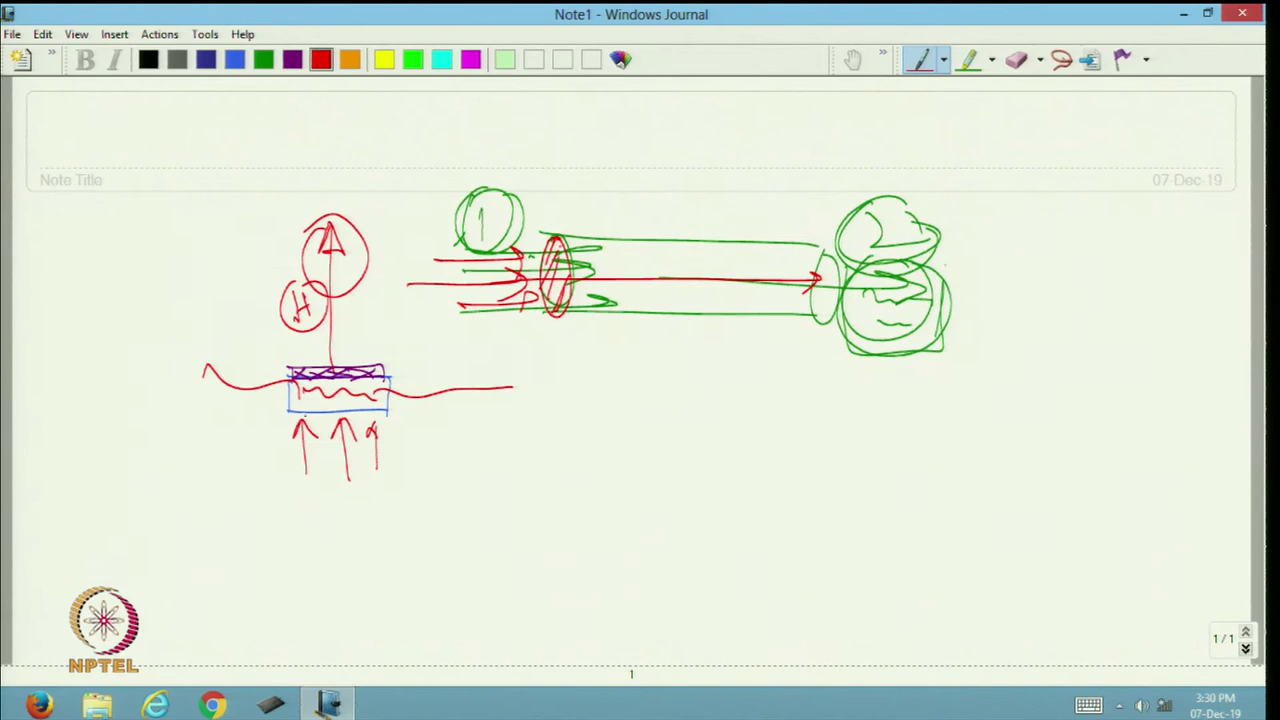 Note1 - Windows Journal
File Edit View Insert Actions Tools Help
B I
Note Title
07-Dec-19
1
H
P
1 / 1
NPTEL
1
3:30 PM
07-Dec-19